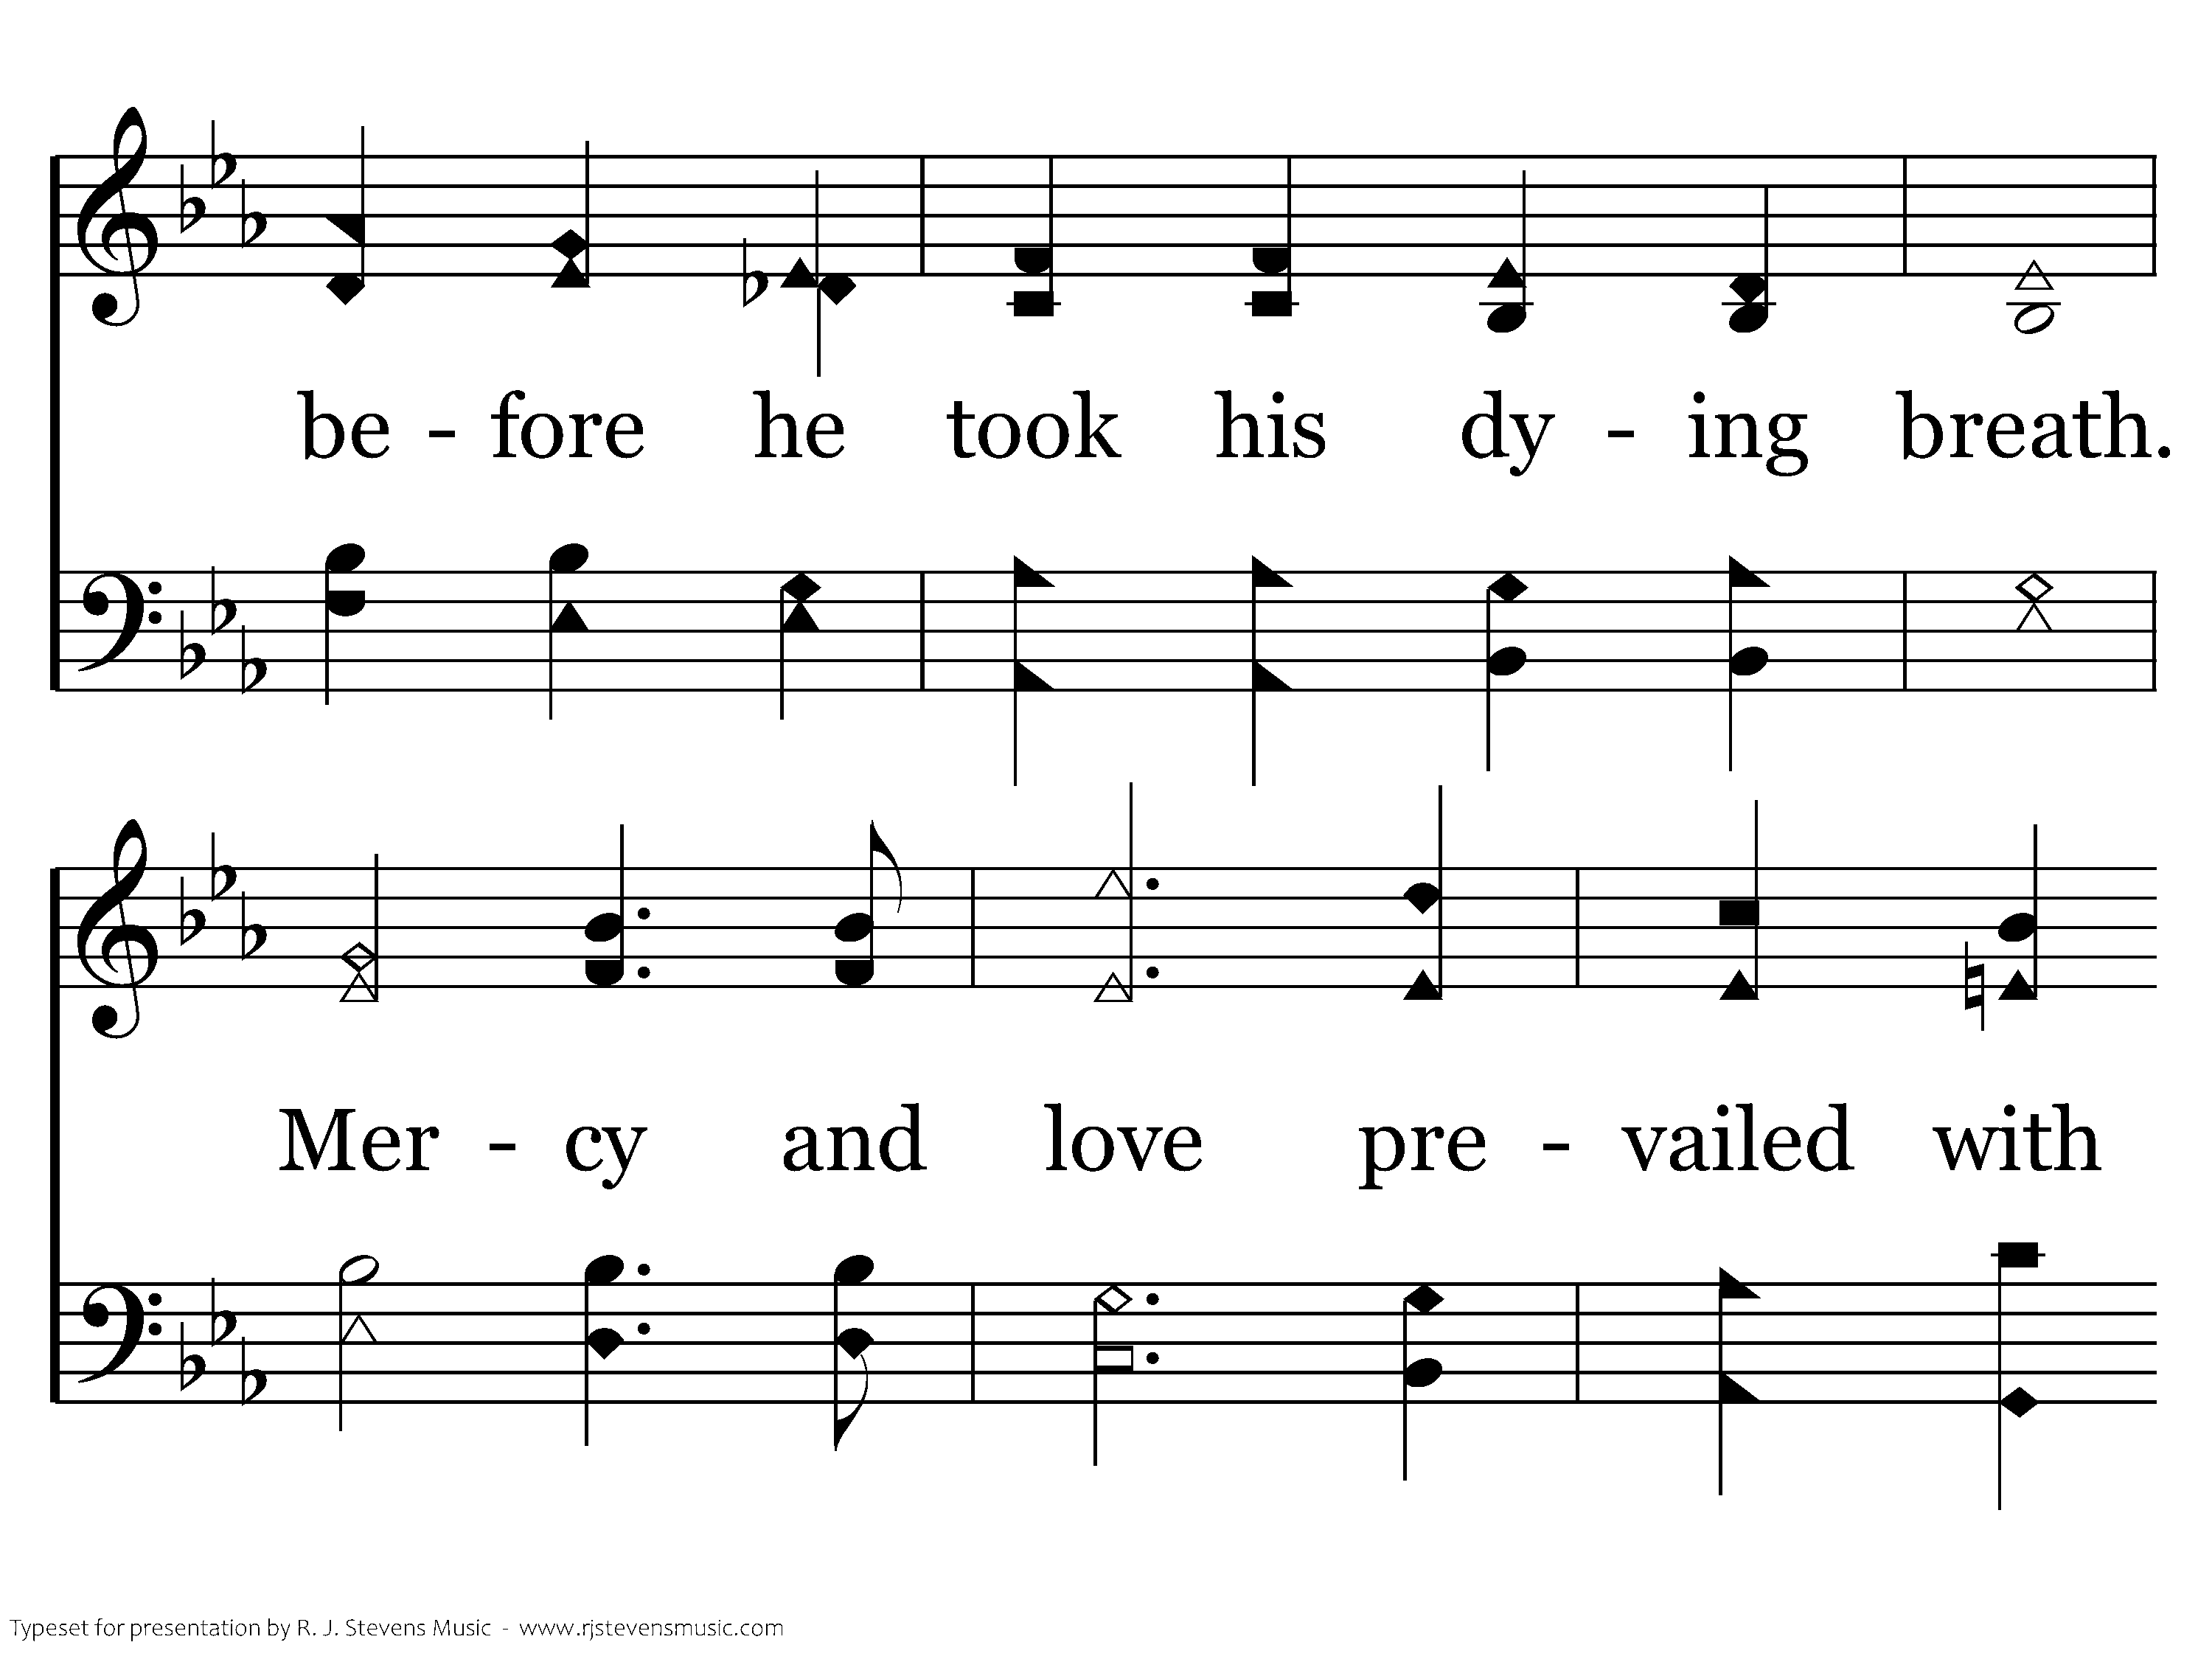 be - fore he took his dy - ing breath.
Mer - cy and love pre - vailed with
Typeset for presentation by R. J. Stevens Music - www.rjstevensmusic.com